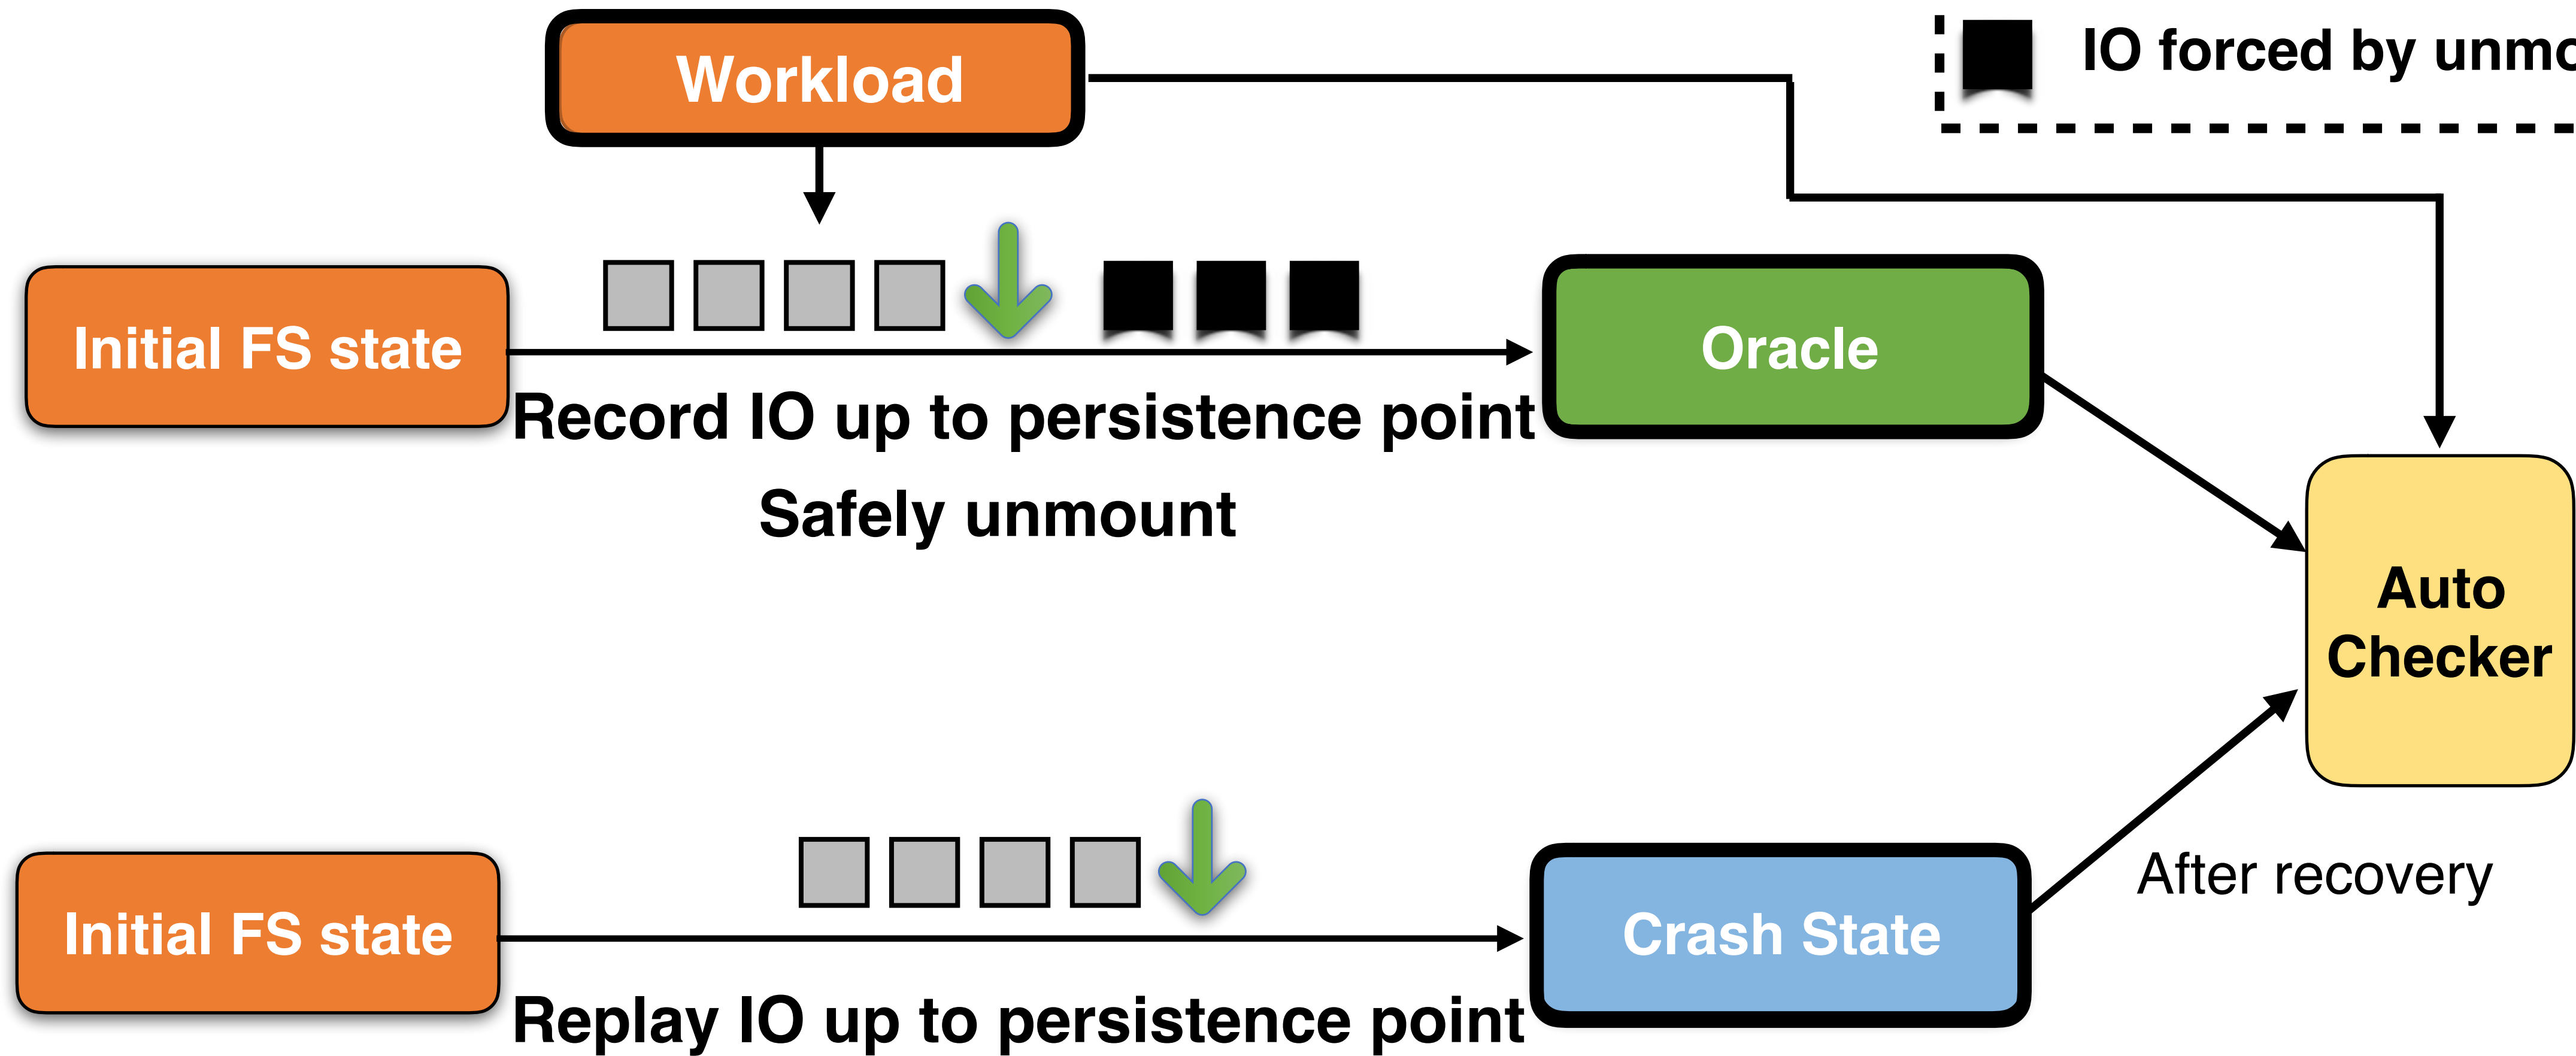 Workload
IO forced by
Initial FS state
Record IO up to persistence point
Safely unmount
Oracle
Auto
Checker
Initial FS state
Replay IO up to persistence point
Crash State
After recovery